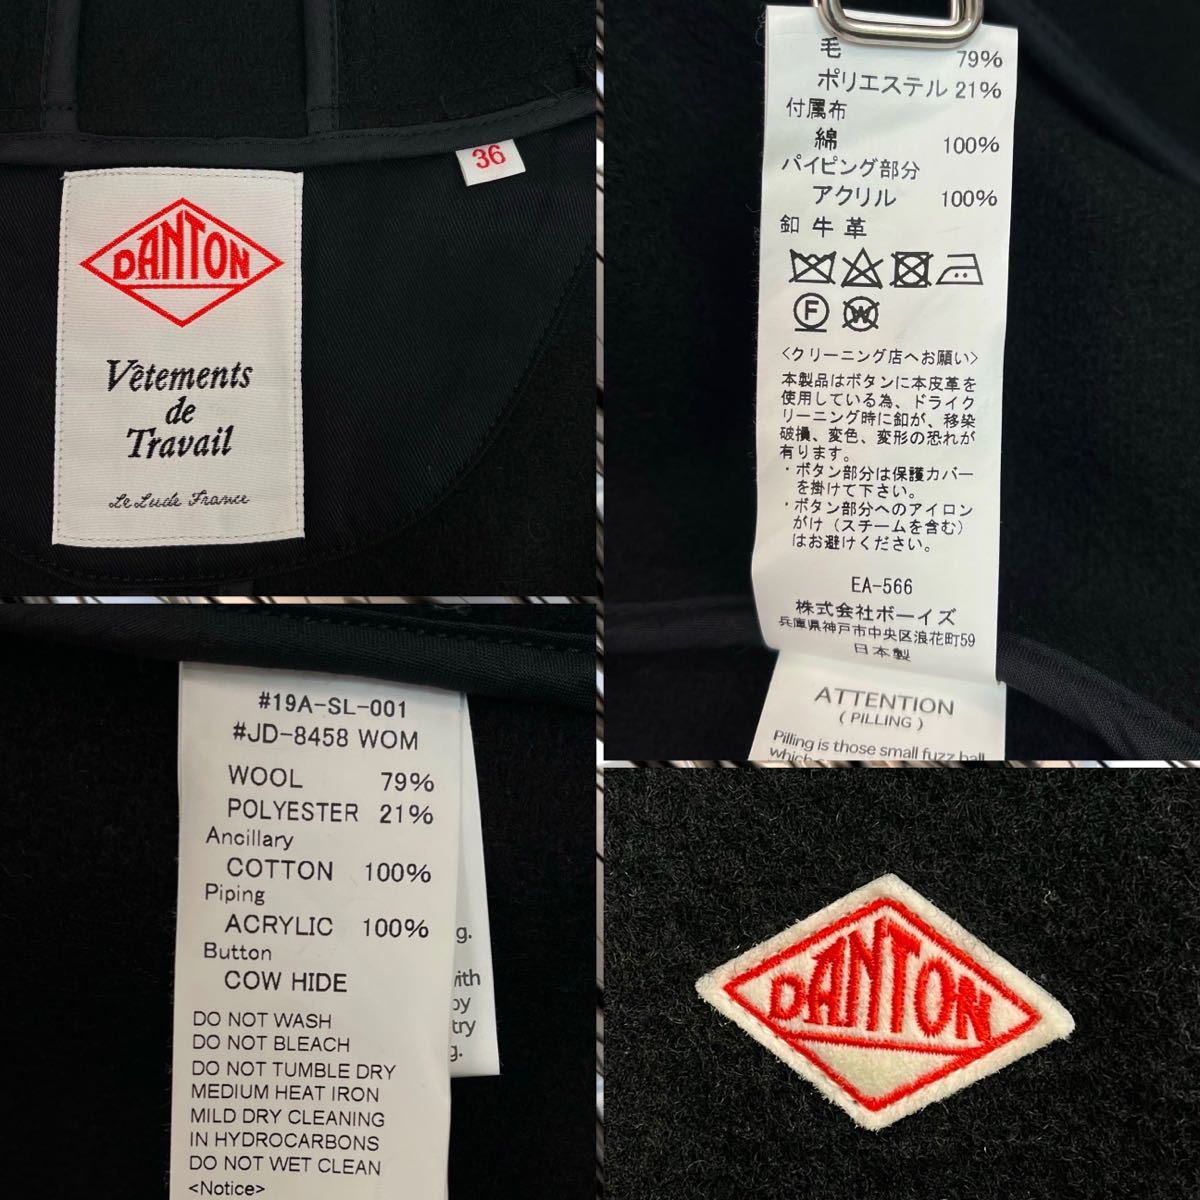 DANTON
Vêtements
de
Travail
Le Lude France
36
毛 79%
ポリエステル 21%
付属布
綿 100%
パイピング部分
アクリル 100%
釦 牛革
F W
<クリーニング店へお願い>
本製品はボタンに本皮革を
使用している為、ドライク
リーニング時に釦が、移染
破損、変色、変形の恐れが
有ります。
・ボタン部分は保護カバー
を掛けて下さい。
・ボタン部分へのアイロン
がけ(スチームを含む)
はお避けください。
EA-566
株式会社ボーイズ
兵庫県神戸市中央区浪花町59
日本製
ATTENTION
(PILLING)
Pilling is those small fuzz ball
#19A-SL-001
#JD-8458 WOM
WOOL 79%
POLYESTER 21%
Ancillary
COTTON 100%
Piping
ACRYLIC 100%
Button
COW HIDE
DO NOT WASH
DO NOT BLEACH
DO NOT TUMBLE DRY
MEDIUM HEAT IRON
MILD DRY CLEANING
IN HYDROCARBONS
DO NOT WET CLEAN
<Notice>
DANTON